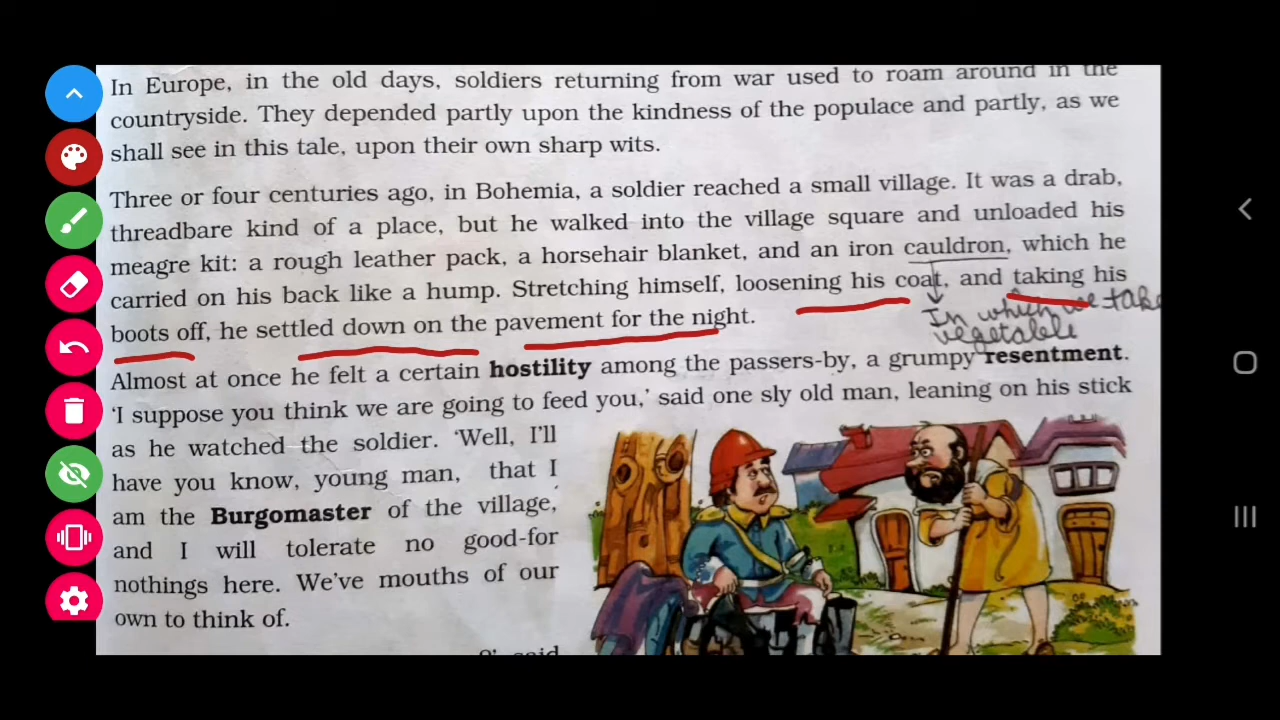 In Europe, in the old days, soldiers returning from war used to roam around in the
countryside. They depended partly upon the kindness of the populace and partly, as we
shall see in this tale, upon their own sharp wits.
Three or four centuries ago, in Bohemia, a soldier reached a small village. It was a drab,
threadbare kind of a place, but he walked into the village square and unloaded his
meagre kit: a rough leather pack, a horsehair blanket, and an iron cauldron, which he
carried on his back like a hump. Stretching himself, loosening his coat, and taking his
boots off, he settled down on the pavement for the night.
In which we take
vegetable
Almost at once he felt a certain hostility among the passers-by, a grumpy resentment.
'I suppose you think we are going to feed you,' said one sly old man, leaning on his stick
as he watched the soldier. 'Well, I'll
have you know, young man, that I
am the Burgomaster of the village,
and I will tolerate no good-for
nothings here. We've mouths of our
own to think of.
said